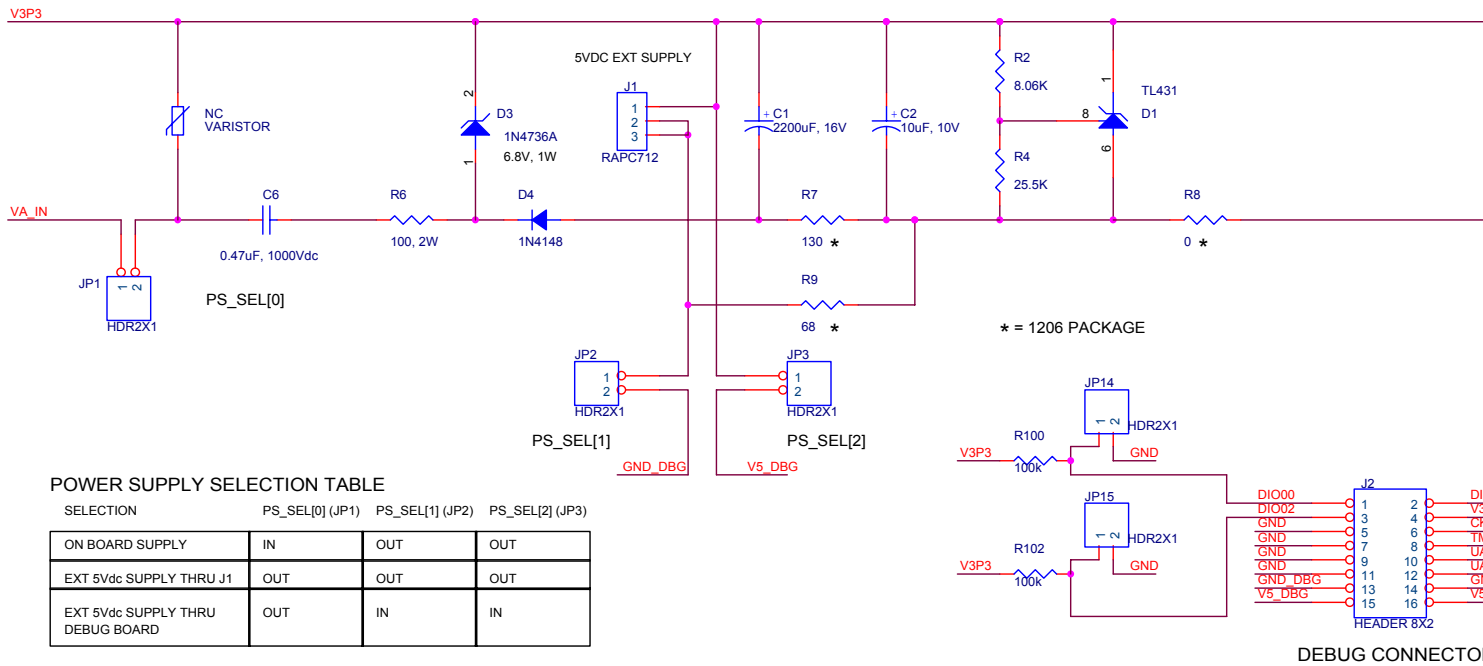 V3P3
5VDC EXT SUPPLY
NC
VARISTOR
2
D3
1N4736A
6.8V, 1W
1
J1
1
2
3
RAPC712
+ C1
2200uF, 16V
+ C2
10uF, 10V
R2
8.06K
R4
25.5K
1
8
6
TL431
D1
VA_IN
C6
0.47uF, 1000Vdc
R6
100, 2W
D4
1N4148
R7
130 *
R8
0 *
JP1
1 2
HDR2X1
PS_SEL[0]
R9
68 *
* = 1206 PACKAGE
JP2
1
2
HDR2X1
PS_SEL[1]
JP3
1
2
HDR2X1
PS_SEL[2]
GND_DBG
V5_DBG
JP14
1 2
HDR2X1
V3P3
R100
100k
GND
JP15
1 2
HDR2X1
V3P3
R102
100k
GND
POWER SUPPLY SELECTION TABLE
SELECTION PS_SEL[0] (JP1) PS_SEL[1] (JP2) PS_SEL[2] (JP3)
ON BOARD SUPPLY IN OUT OUT
EXT 5Vdc SUPPLY THRU J1 OUT OUT OUT
EXT 5Vdc SUPPLY THRU DEBUG BOARD OUT IN IN
J2
DIO00 1 2
DIO02 3 4
GND 5 6
GND 7 8
GND 9 10
GND 11 12
GND_DBG 13 14
V5_DBG 15 16
HEADER 8X2
DEBUG CONNECTO